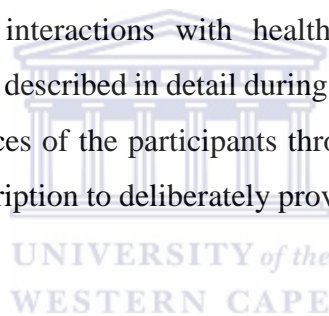 interactions with health
described in detail during
ces of the participants thro
ription to deliberately prov
UNIVERSITY of the
WESTERN CAPE